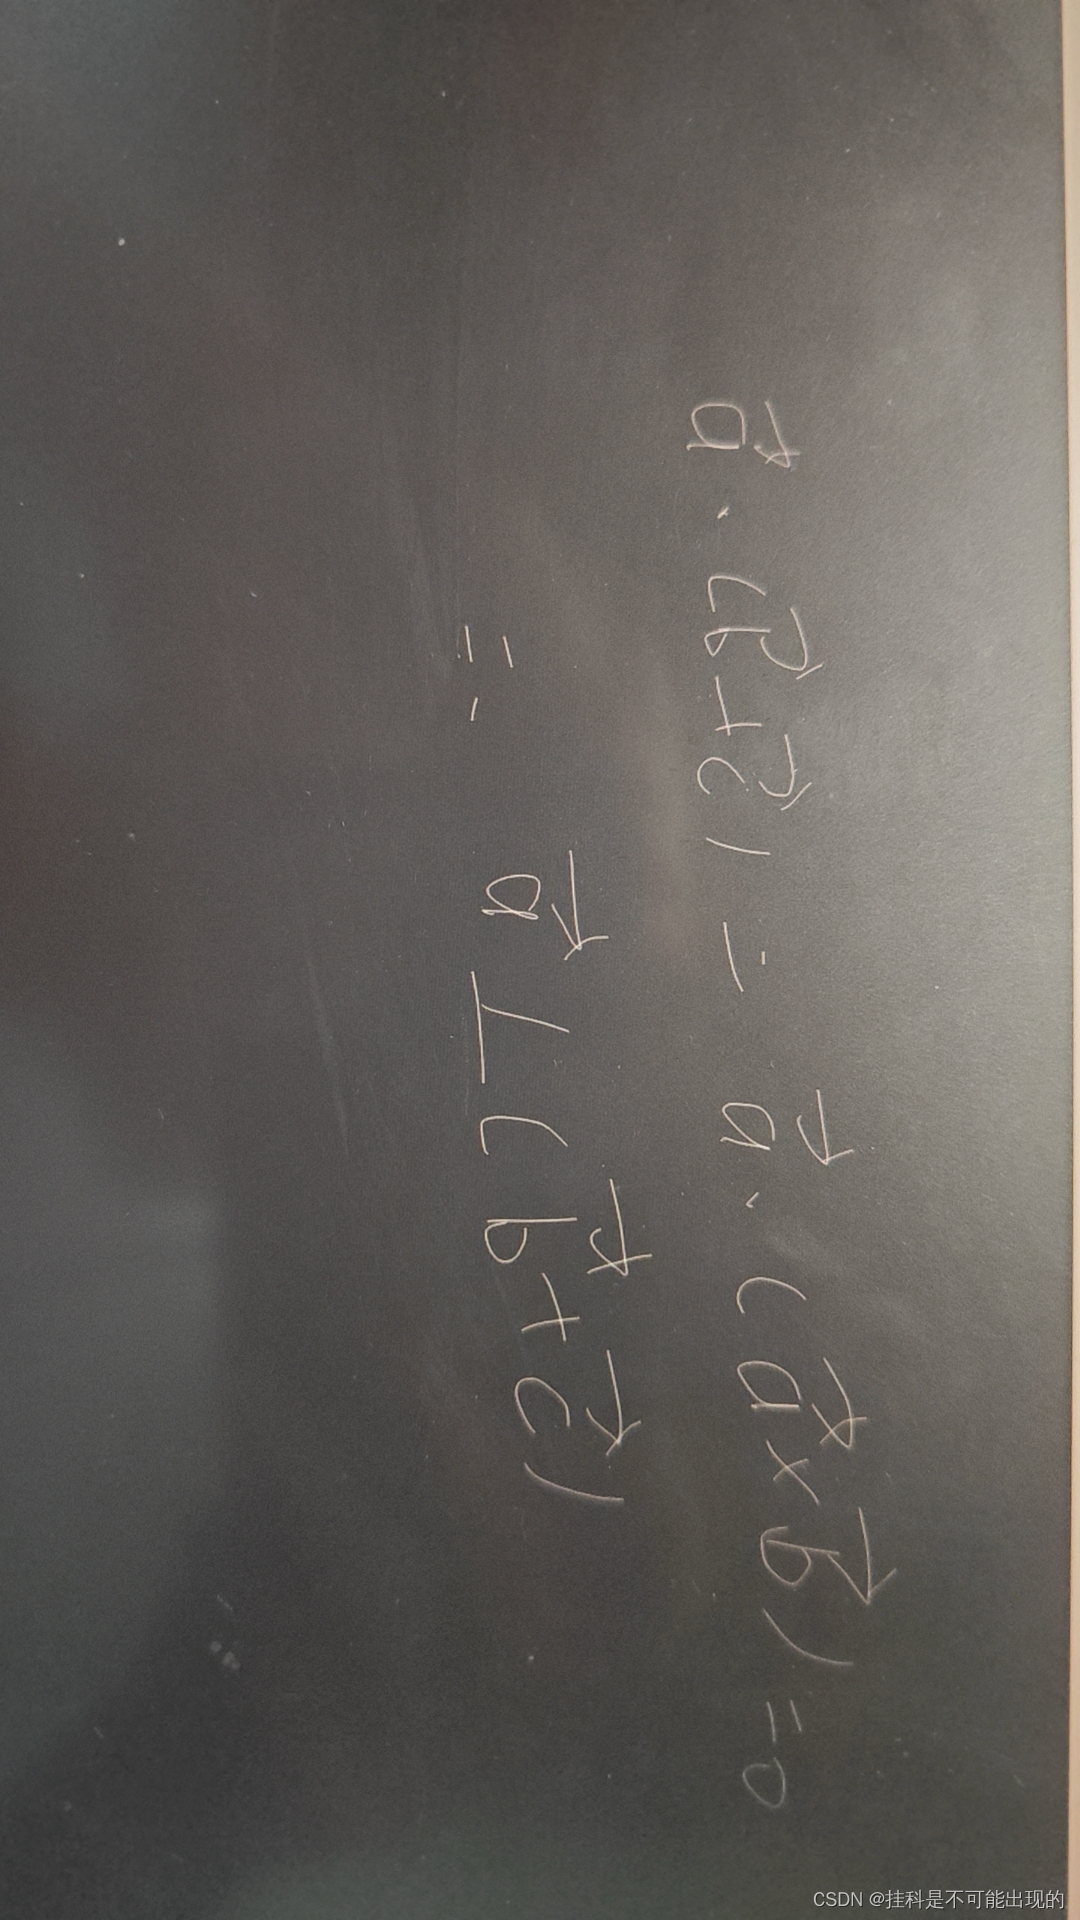 a⃗ · (b⃗ + c⃗) = a⃗ · (a⃗ × b⃗) = 0
∴ a⃗ ⊥ (b⃗ + c⃗)
CSDN @挂科是不可能出现的